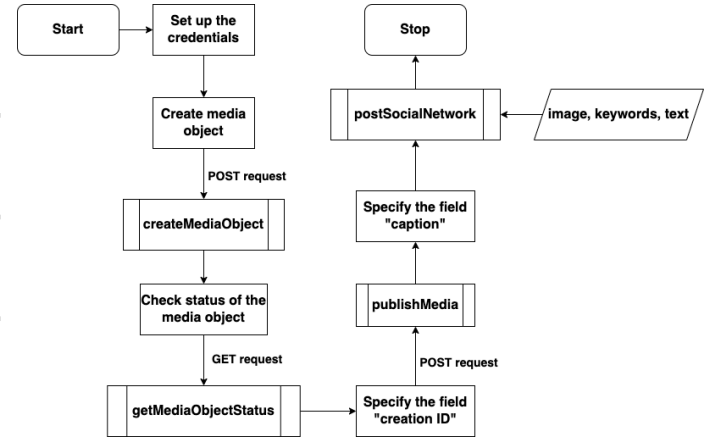 Start
Set up the
credentials
Create media
object
POST request
createMediaObject
Check status of the
media object
GET request
getMediaObjectStatus
Stop
postSocialNetwork
image, keywords, text
Specify the field
"caption"
publishMedia
POST request
Specify the field
"creation ID"